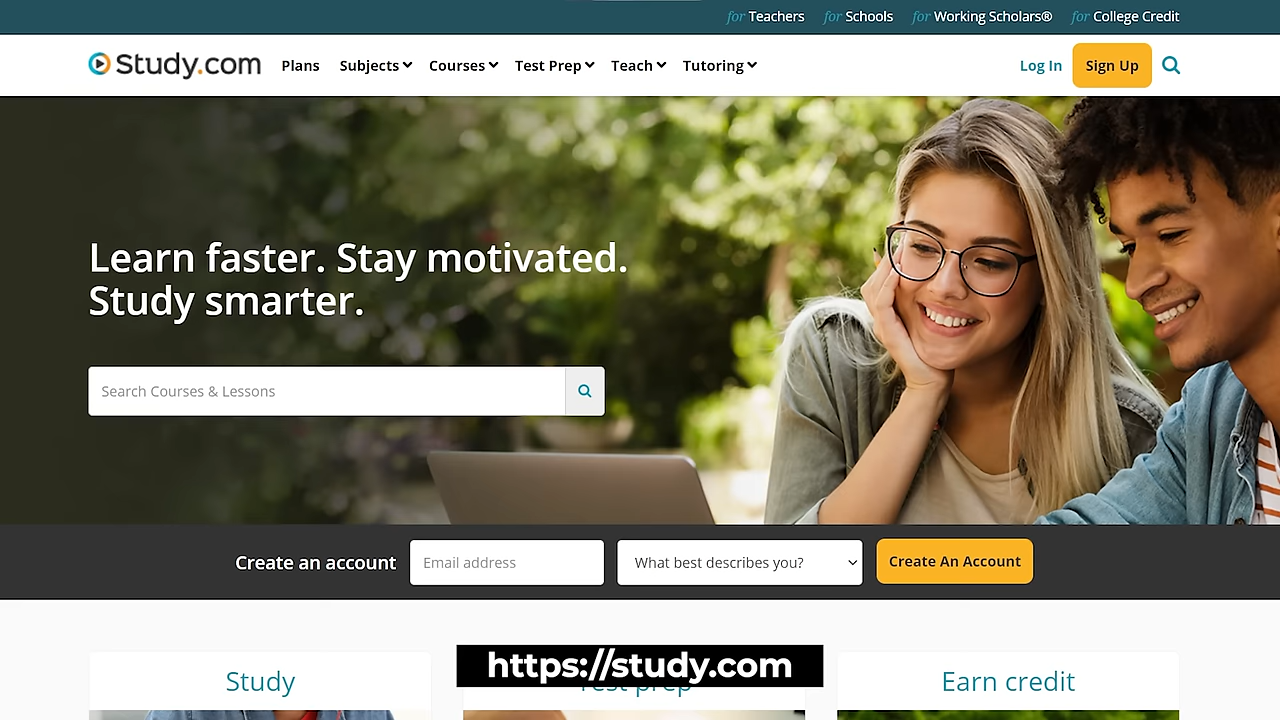 for Teachers for Schools for Working Scholars® for College Credit
Study.com Plans Subjects Courses Test Prep Teach Tutoring Log In Sign Up
Learn faster. Stay motivated.
Study smarter.
Search Courses & Lessons
Create an account Email address What best describes you? Create An Account
https://study.com
Study Test prep Earn credit